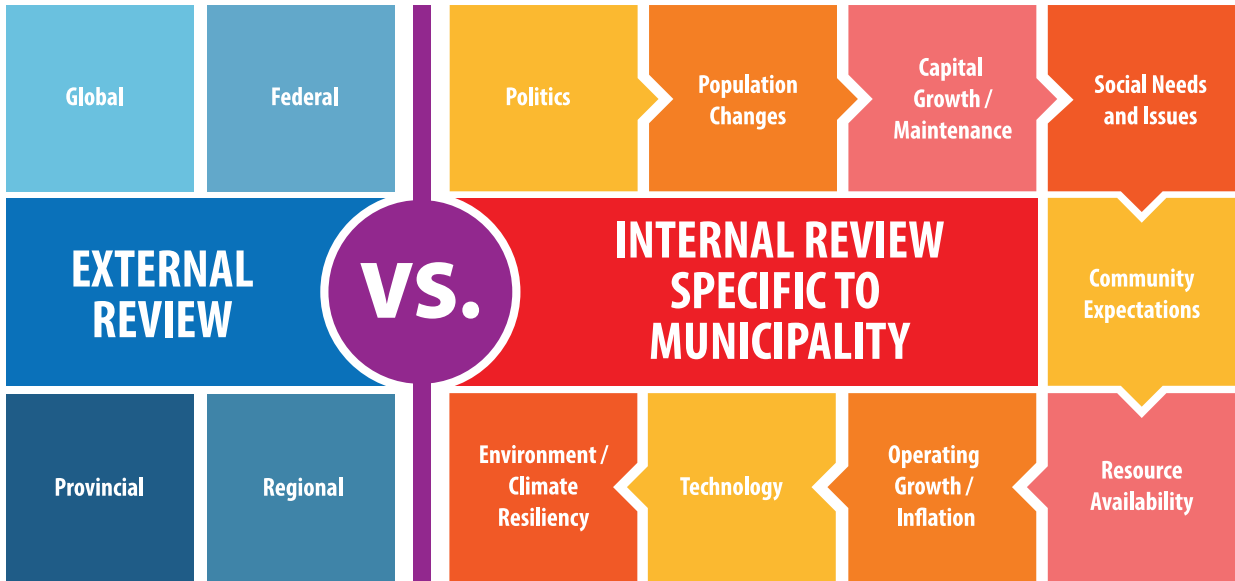 Global
Federal
EXTERNAL
REVIEW
Provincial
Regional
vs.
Politics
Population
Changes
Capital
Growth /
Maintenance
Social Needs
and Issues
INTERNAL REVIEW
SPECIFIC TO
MUNICIPALITY
Community
Expectations
Resource
Availability
Operating
Growth /
Inflation
Technology
Environment /
Climate
Resiliency